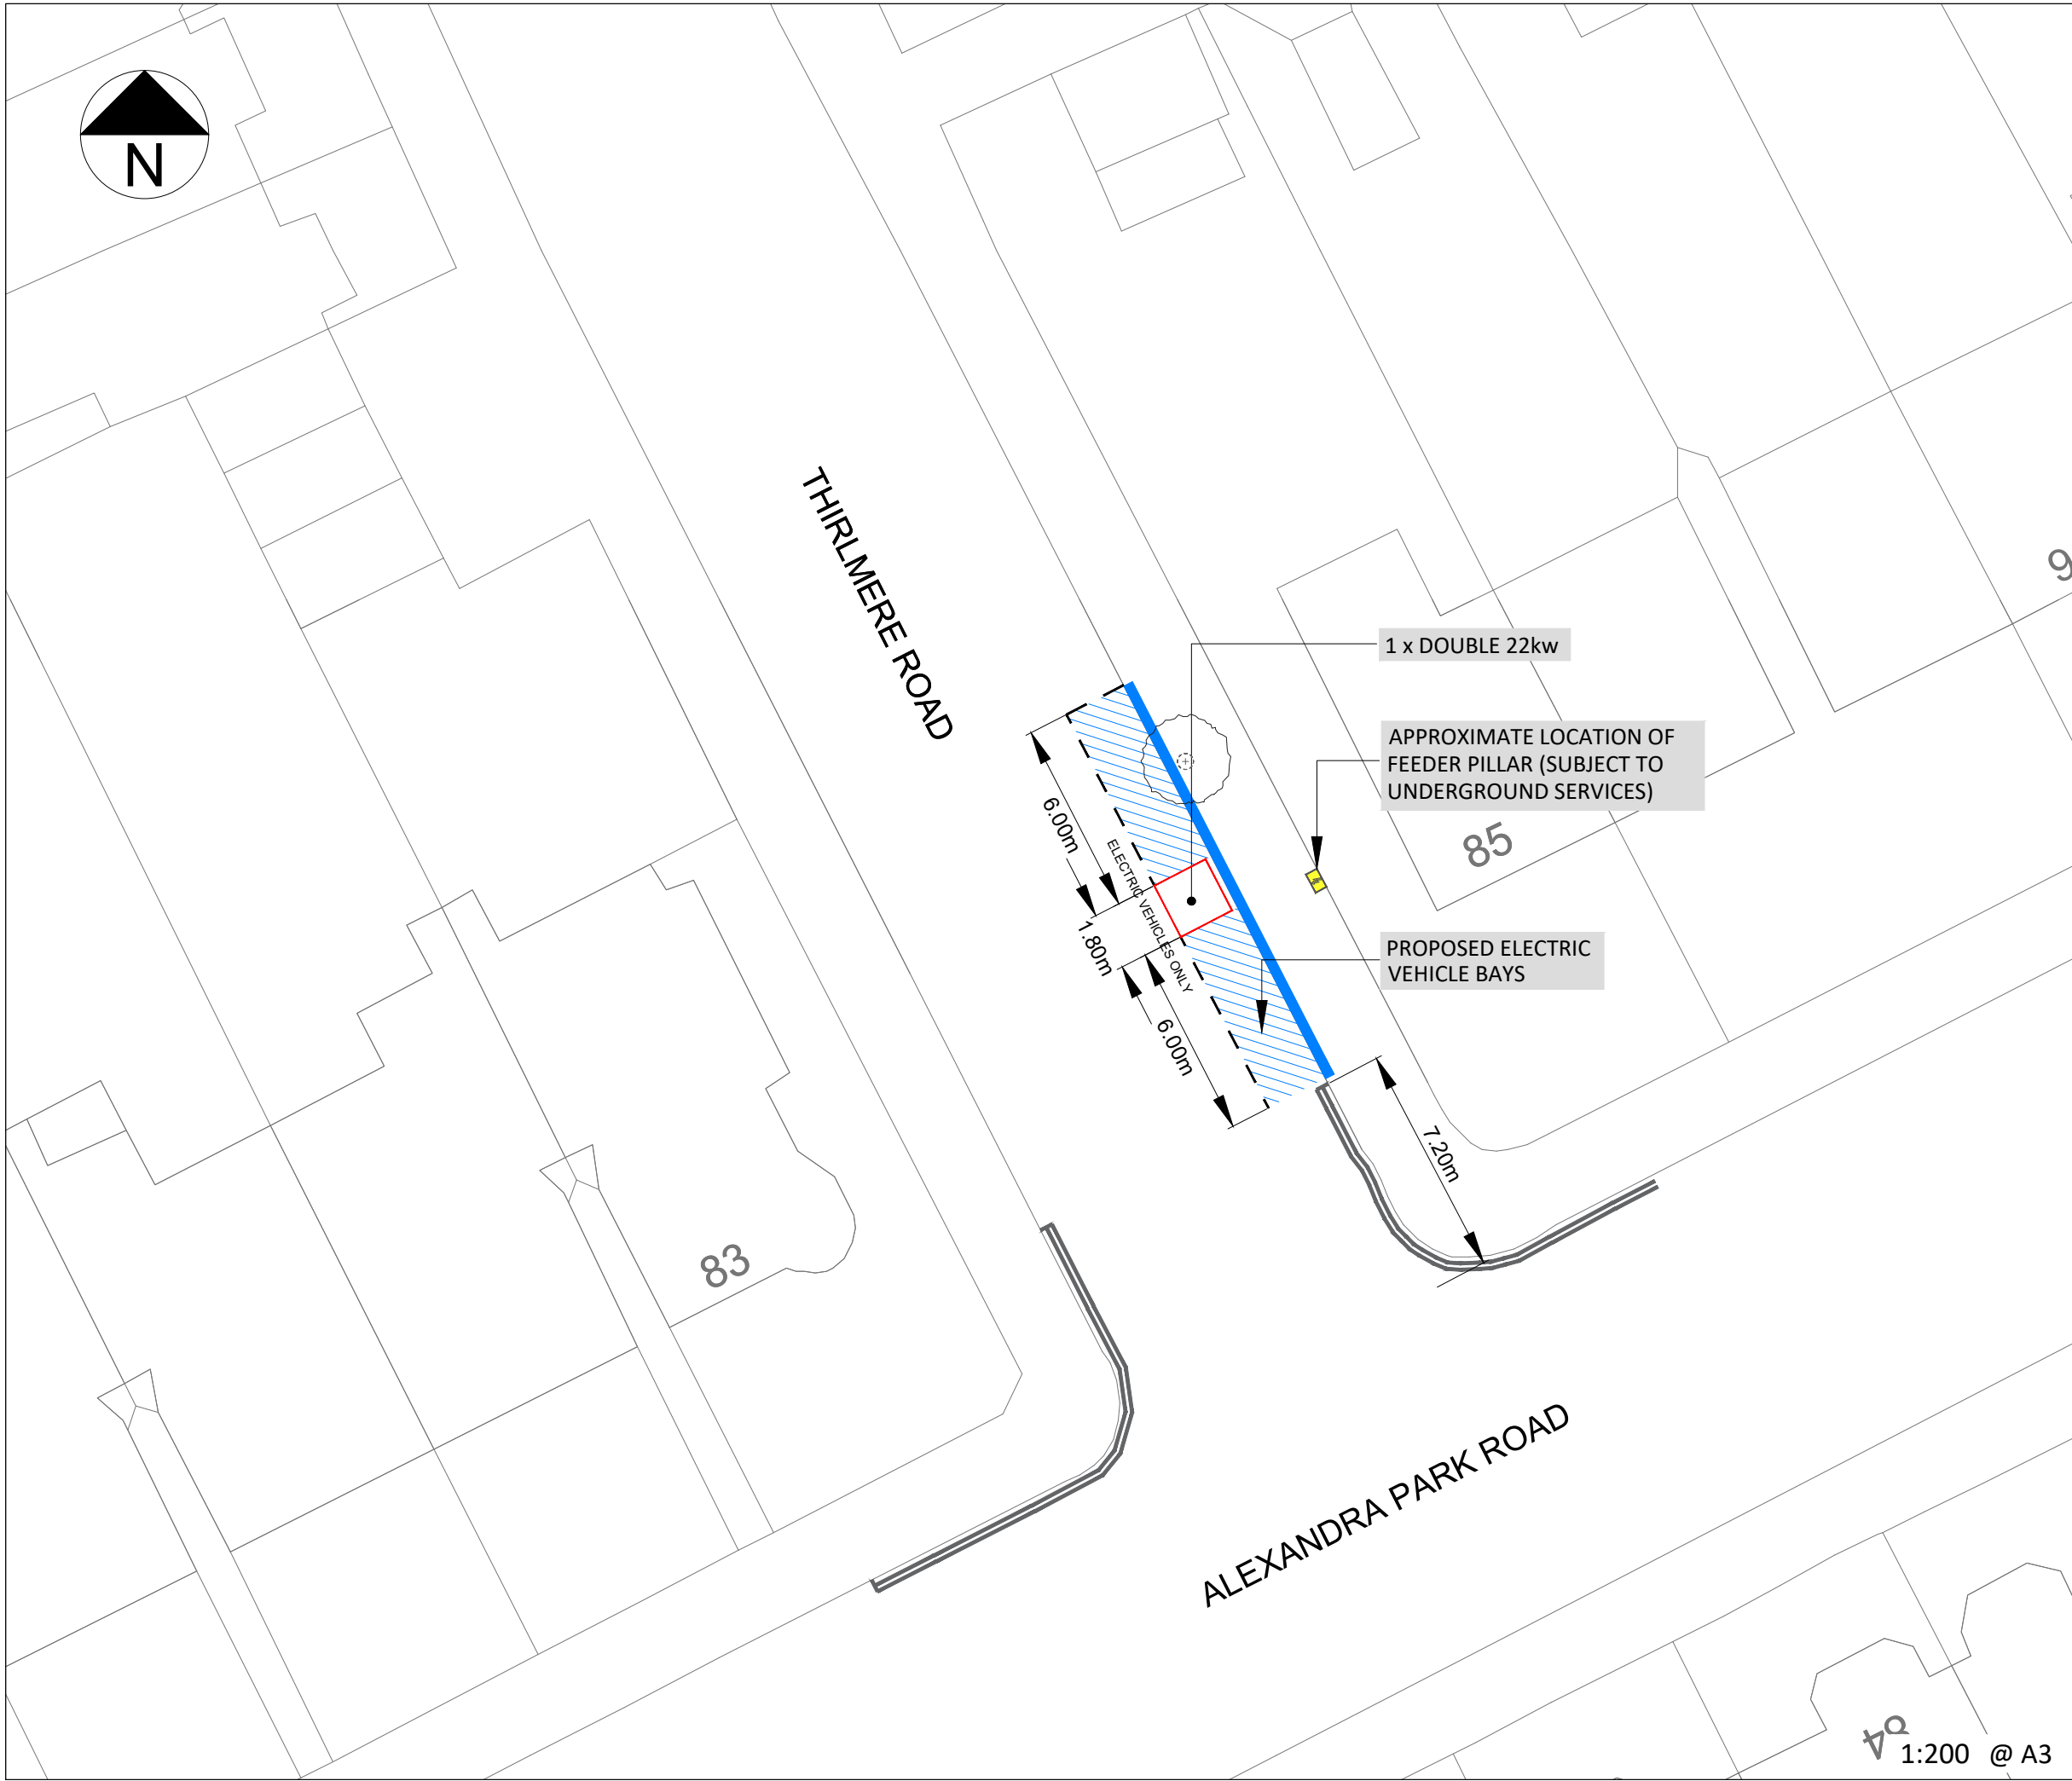 N
THIRLMERE ROAD
1 x DOUBLE 22kw
APPROXIMATE LOCATION OF
FEEDER PILLAR (SUBJECT TO
UNDERGROUND SERVICES)
85
PROPOSED ELECTRIC
VEHICLE BAYS
6.00m
ELECTRIC VEHICLES ONLY
1.80m
6.00m
7.20m
83
ALEXANDRA PARK ROAD
84
1:200 @ A3